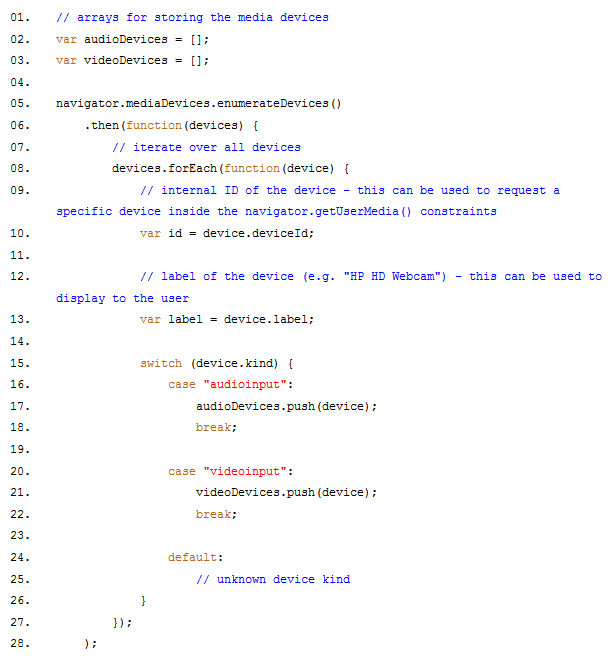 01. // arrays for storing the media devices
02. var audioDevices = [];
03. var videoDevices = [];
04.
05. navigator.mediaDevices.enumerateDevices()
06.     .then(function(devices) {
07.         // iterate over all devices
08.         devices.forEach(function(device) {
09.             // internal ID of the device - this can be used to request a
specific device inside the navigator.getUserMedia() constraints
10.             var id = device.deviceId;
11.
12.             // label of the device (e.g. "HP HD Webcam") - this can be used to
display to the user
13.             var label = device.label;
14.
15.             switch (device.kind) {
16.                 case "audioinput":
17.                     audioDevices.push(device);
18.                     break;
19.
20.                 case "videoinput":
21.                     videoDevices.push(device);
22.                     break;
23.
24.                 default:
25.                     // unknown device kind
26.             }
27.         });
28.     );